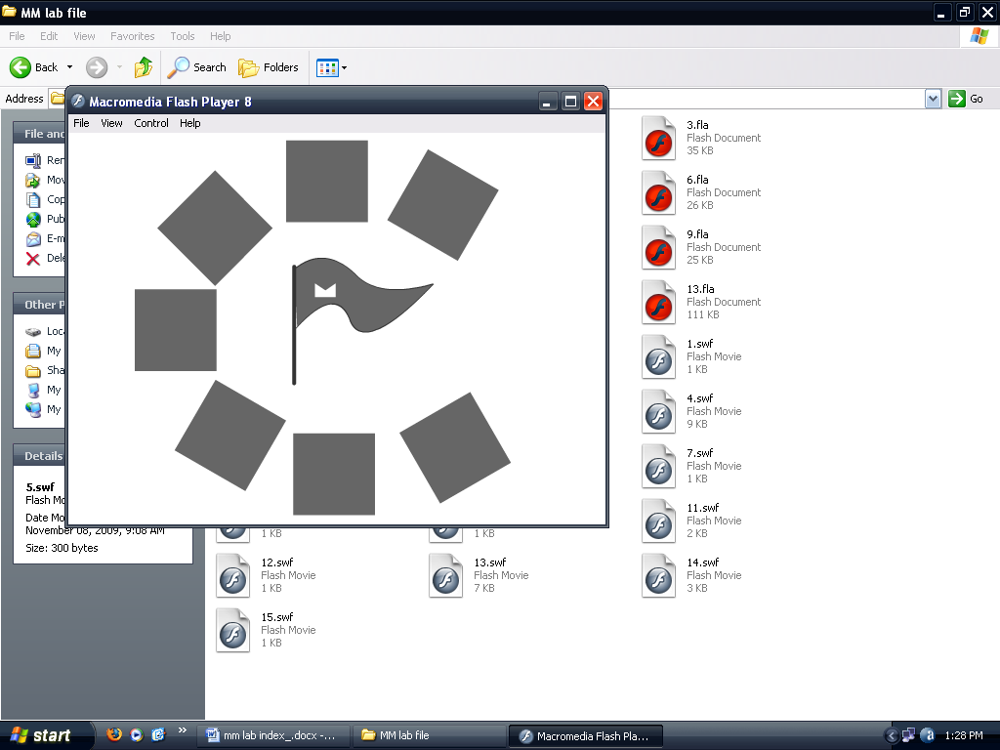 MM lab file
File Edit View Favorites Tools Help
Back Search Folders
Address Go
Macromedia Flash Player 8
File View Control Help
File and
Ren
Mov
Cop
Pub
E-m
Dele
Other P
Loc
My
Sha
My
My
Details
5.swf
Flash Mo
Date Mo
November 08, 2009, 9:08 AM
Size: 300 bytes
3.fla
Flash Document
35 KB
6.fla
Flash Document
26 KB
9.fla
Flash Document
25 KB
13.fla
Flash Document
111 KB
1.swf
Flash Movie
1 KB
4.swf
Flash Movie
9 KB
7.swf
Flash Movie
1 KB
11.swf
Flash Movie
2 KB
1 KB
1 KB
12.swf
Flash Movie
1 KB
13.swf
Flash Movie
7 KB
14.swf
Flash Movie
3 KB
15.swf
Flash Movie
1 KB
start
mm lab index_.docx -...
MM lab file
Macromedia Flash Pla...
1:28 PM